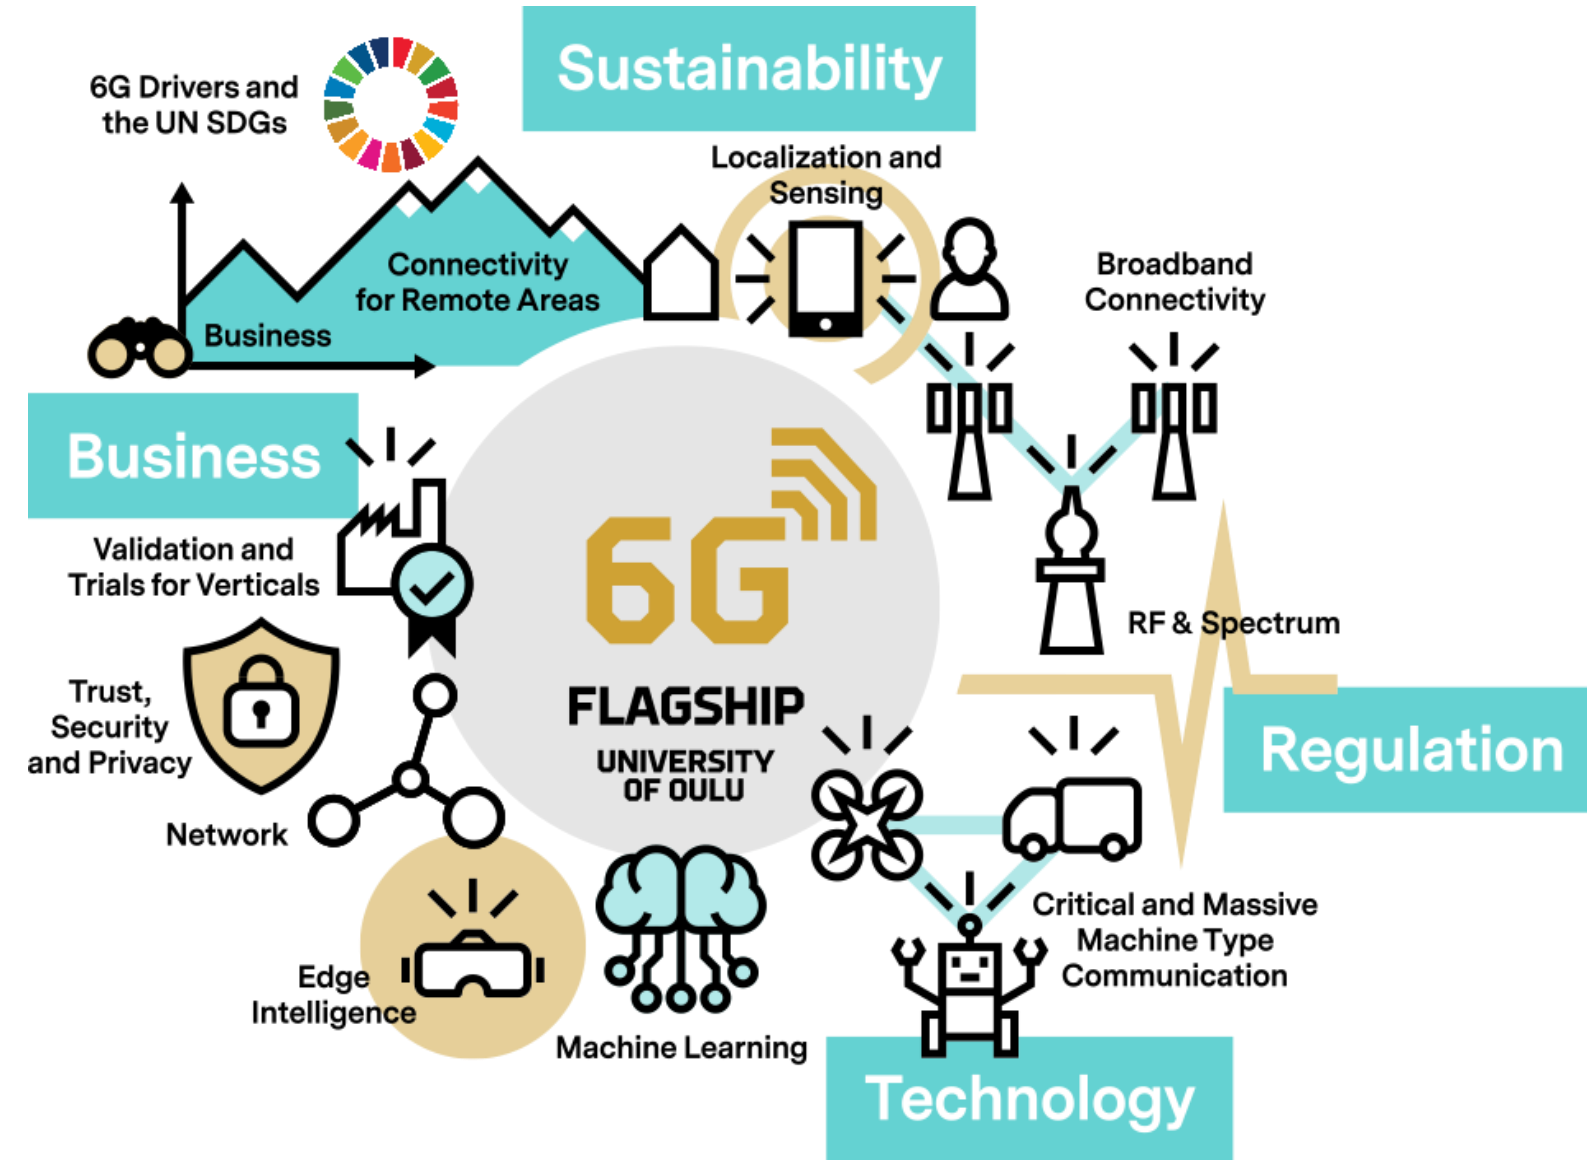 Sustainability
6G Drivers and
the UN SDGs
Localization and
Sensing
Connectivity
for Remote Areas
Business
Broadband
Connectivity
Business
Validation and
Trials for Verticals
6G
FLAGSHIP
UNIVERSITY
OF OULU
RF & Spectrum
Trust,
Security
and Privacy
Regulation
Network
Critical and Massive
Machine Type
Communication
Edge
Intelligence
Machine Learning
Technology